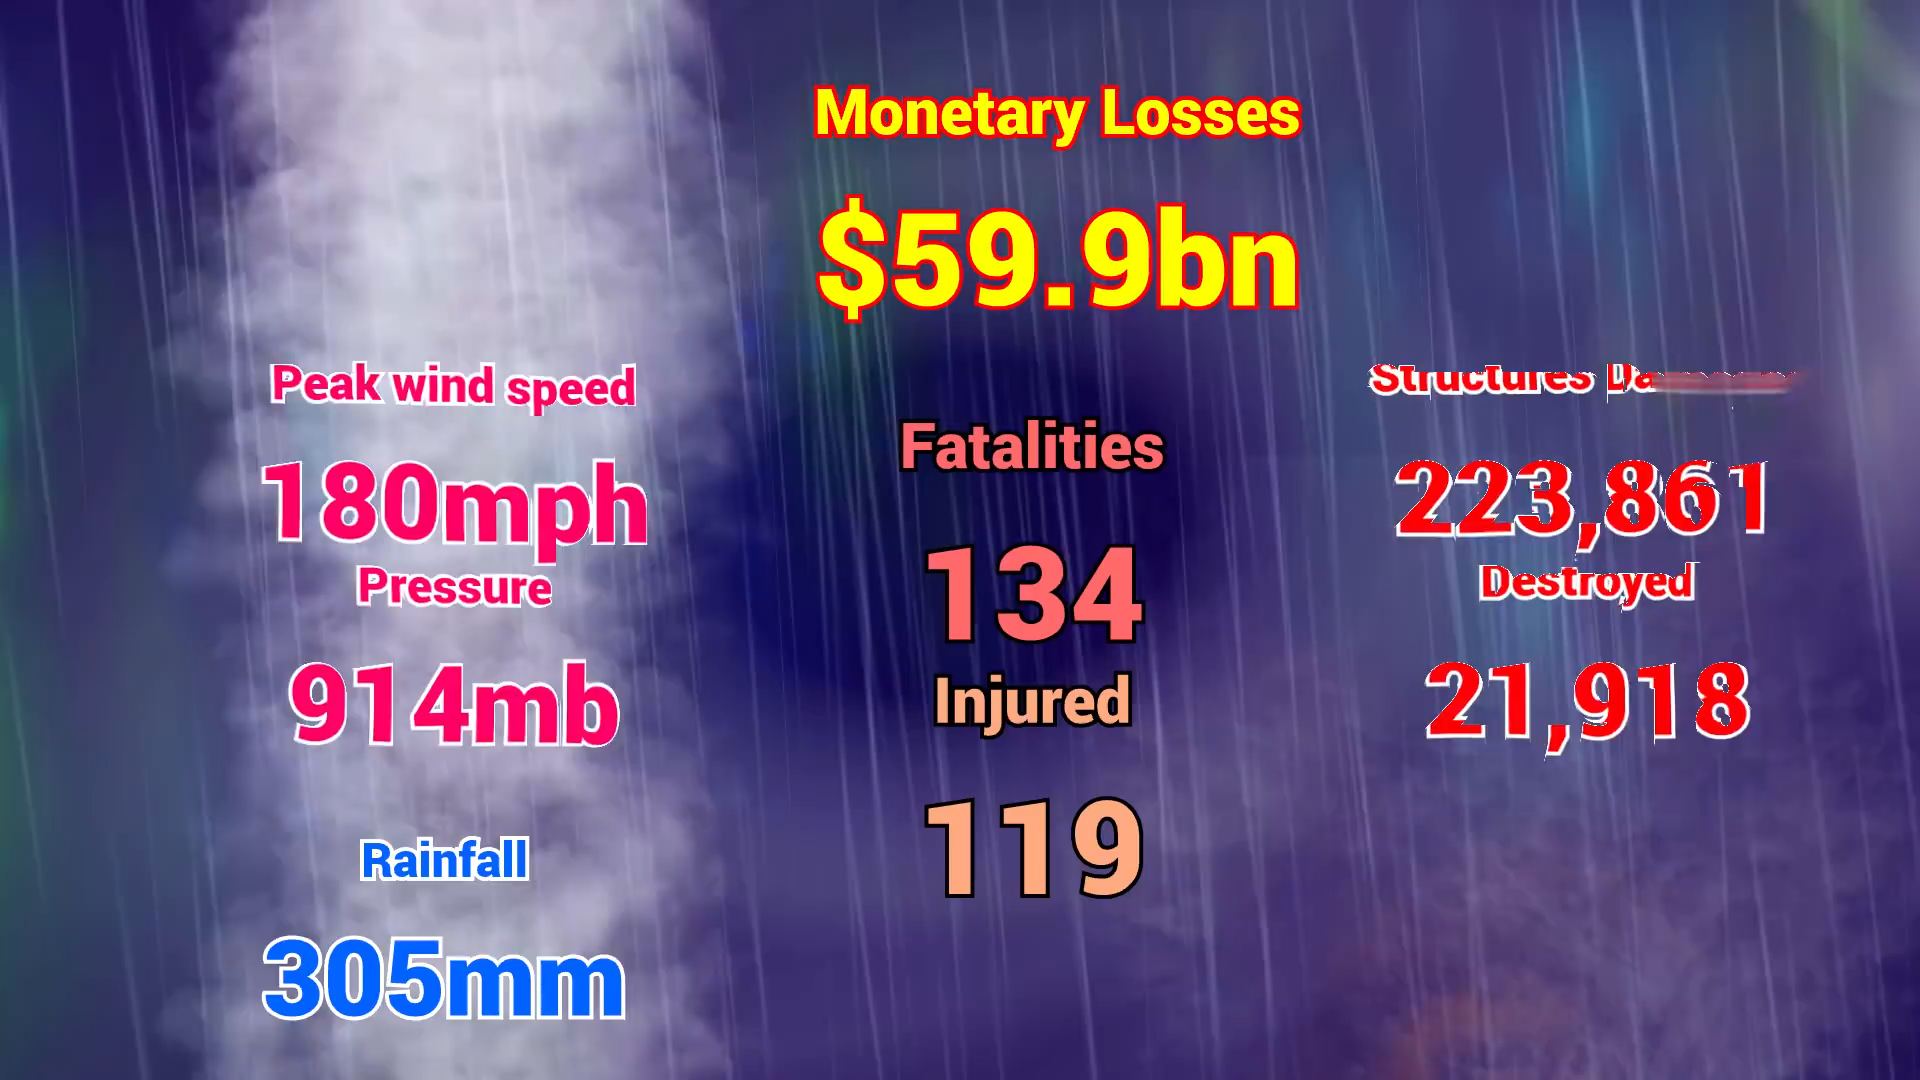 Monetary Losses
$59.9bn
Peak wind speed
180mph
Pressure
914mb
Rainfall
305mm
Fatalities
134
Injured
119
Structures
223,861
Destroyed
21,918